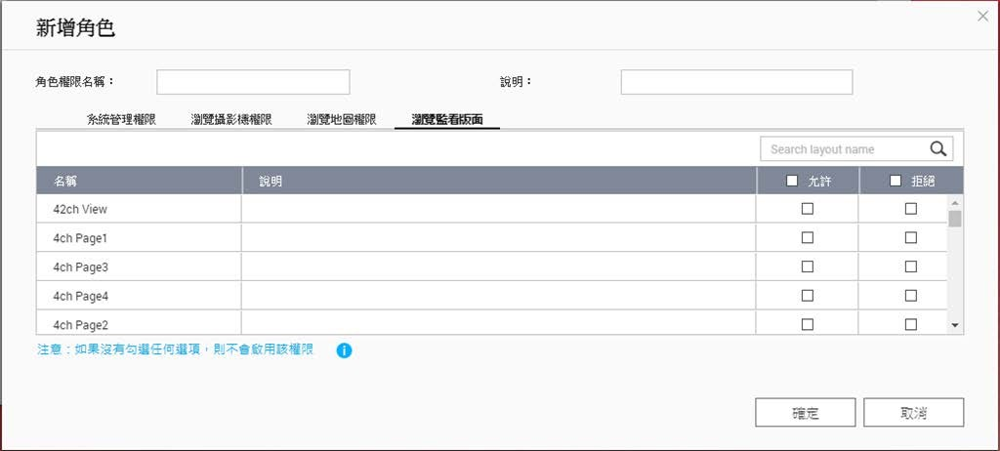 新增角色
角色權限名稱： 說明：
系統管理權限 瀏覽攝影機權限 瀏覽地圖權限 瀏覽監看版面
Search layout name
名稱 說明 允許 拒絕
42ch View
4ch Page1
4ch Page3
4ch Page4
4ch Page2
注意：如果沒有勾選任何選項，則不會啟用該權限
確定 取消